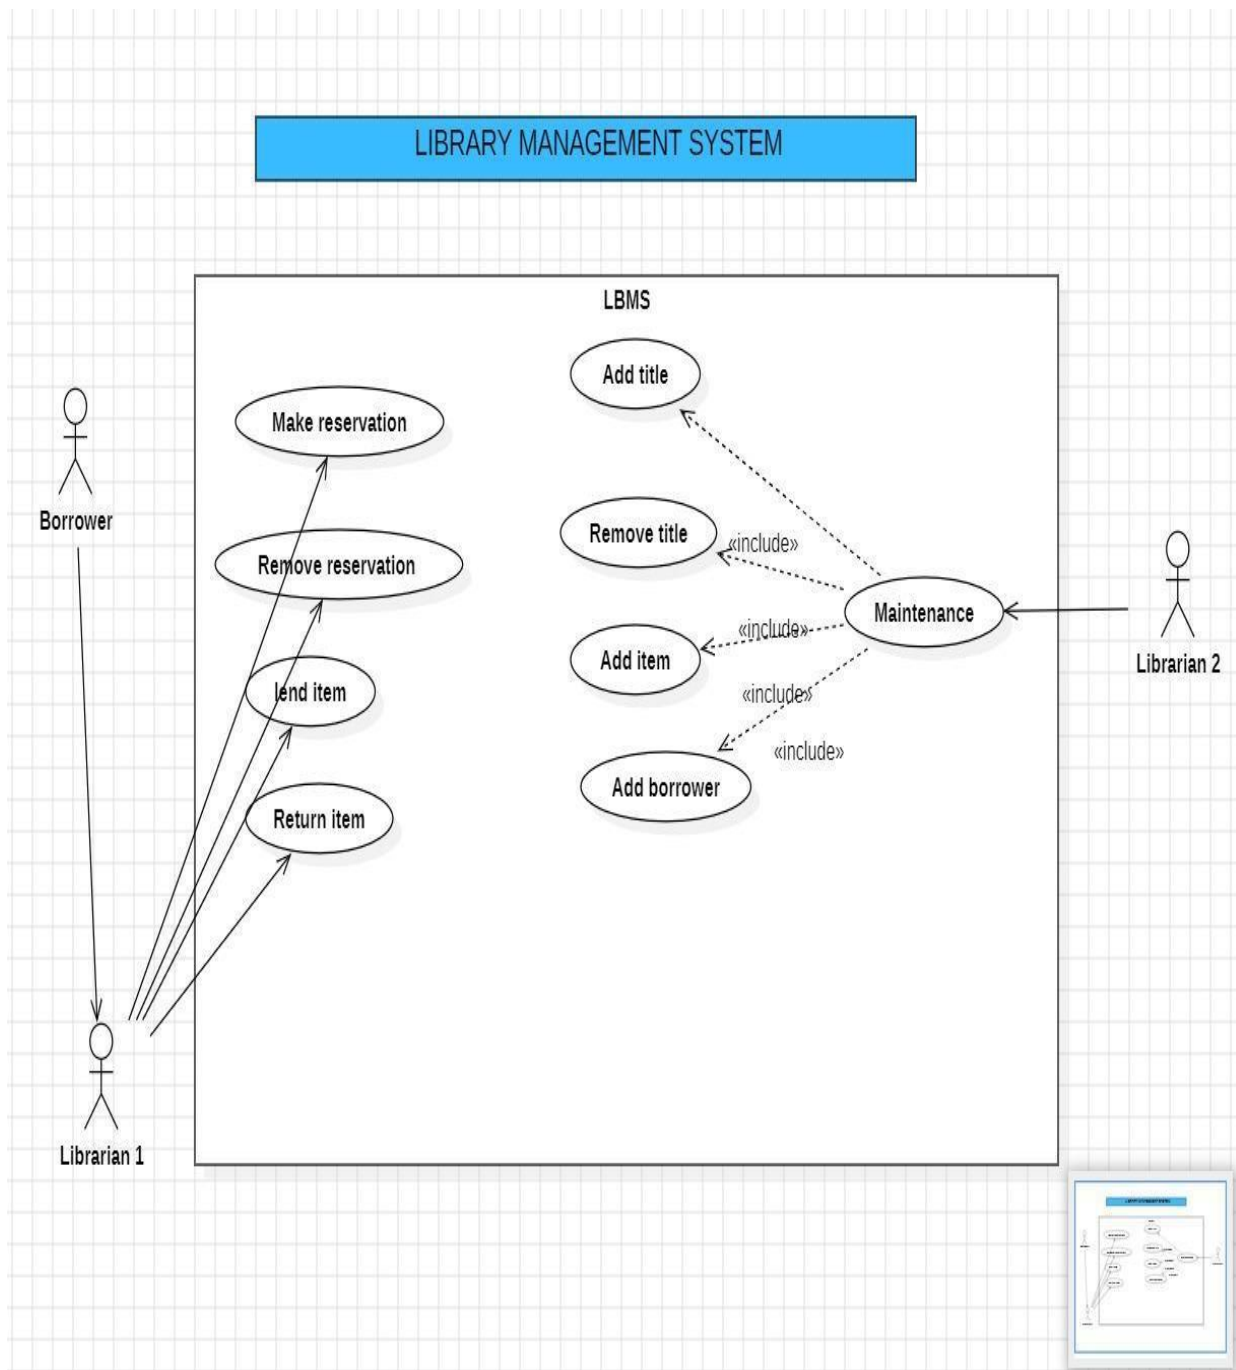 LIBRARY MANAGEMENT SYSTEM
LBMS
Add title
Make reservation
Borrower
Remove title
«include»
Remove reservation
Maintenance
«include»
Add item
Librarian 2
lend item
«include»
«include»
Add borrower
Return item
Librarian 1